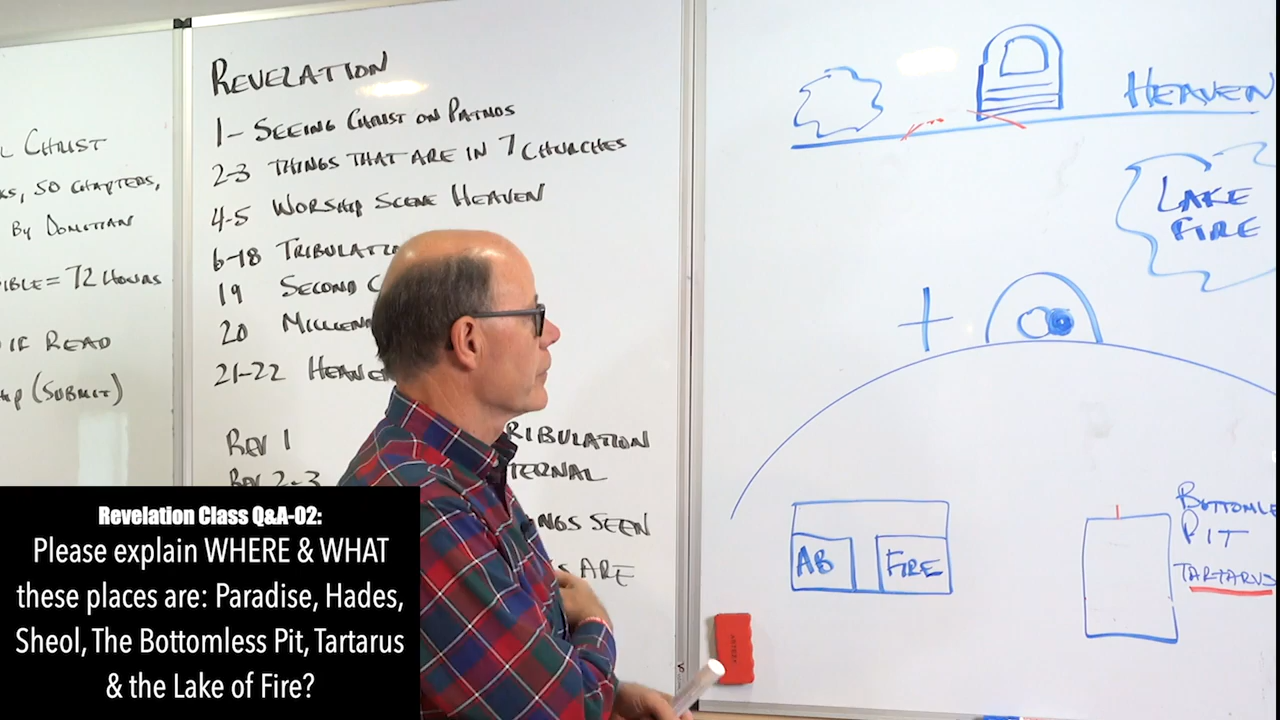 L CHRIST
KS, 50 CHAPTERS,
BY DOMITIAN
IBLE = 72 HOURS
IF READ
(SUBMIT)
REVELATION
1- SEEING CHRIST ON PATMOS
2-3 THINGS THAT ARE IN 7 CHURCHES
4-5 WORSHIP SCENE HEAVEN
6-18 TRIBULATIO
19 SECOND C
20 MILLENN
21-22 HEAVE
REV 1 RIBULATION
REV 2-3 TERNAL
NGS SEEN
S ARE
HEAVEN
LAKE
FIRE
AB
FIRE
BOTTOMLE
PIT
TARTARUS
Revelation Class Q&A-02:
Please explain WHERE & WHAT
these places are: Paradise, Hades,
Sheol, The Bottomless Pit, Tartarus
& the Lake of Fire?